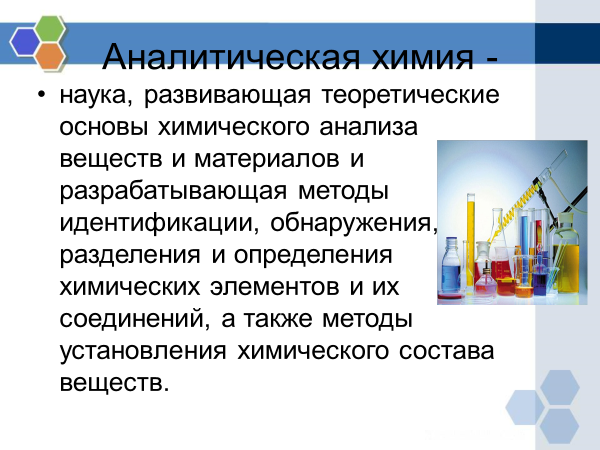 Аналитическая химия -
• наука, развивающая теоретические
основы химического анализа
веществ и материалов и
разрабатывающая методы
идентификации, обнаружения,
разделения и определения
химических элементов и их
соединений, а также методы
установления химического состава
веществ.